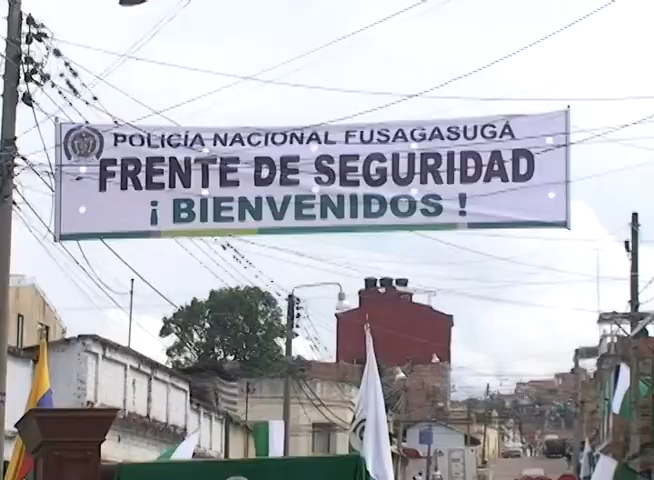 POLICÍA NACIONAL FUSAGASUGÁ
FRENTE DE SEGURIDAD
¡BIENVENIDOS!